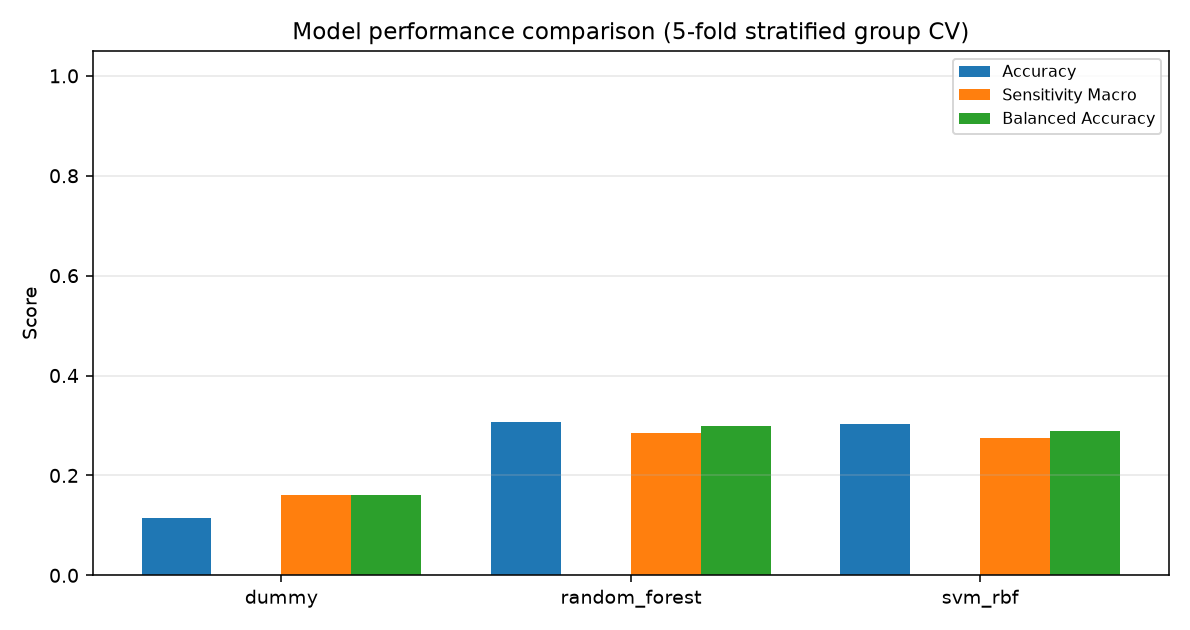 Model performance comparison (5-fold stratified group CV)
1.0
0.8
0.6
0.4
0.2
0.0
Score
Accuracy
Sensitivity Macro
Balanced Accuracy
dummy
random_forest
svm_rbf